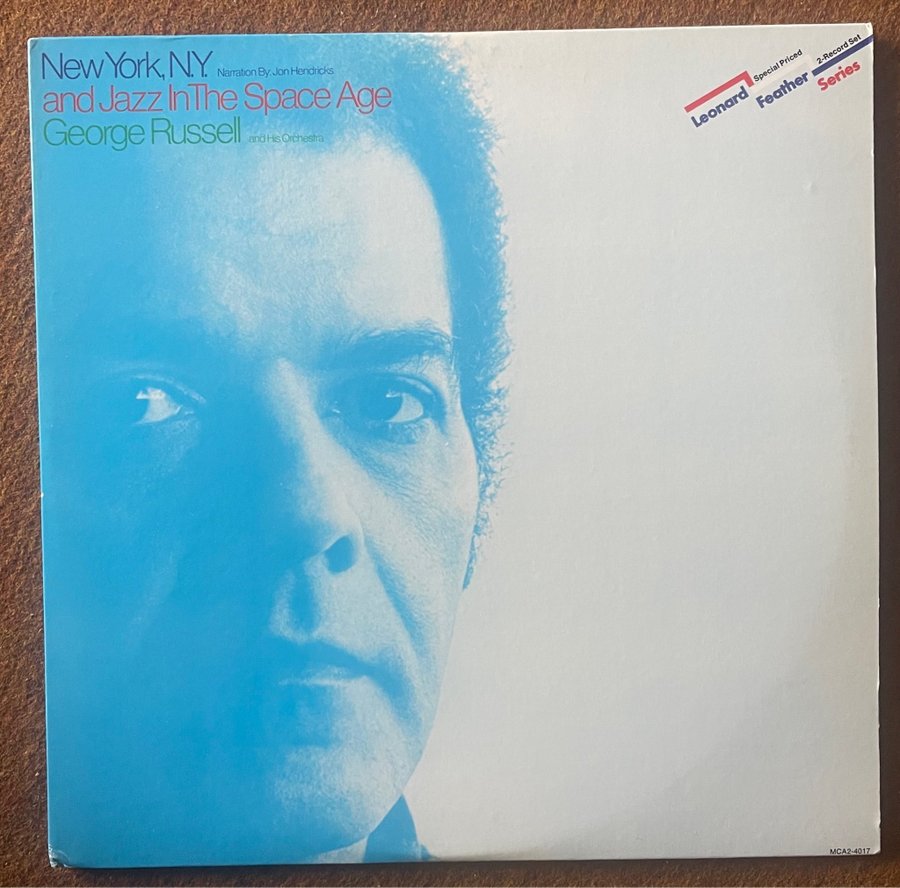 New York, N.Y. Narration By: Jon Hendricks
and Jazz In The Space Age
George Russell and His Orchestra
Special Priced 2-Record Set
Leonard Feather Series
MCA2-4017